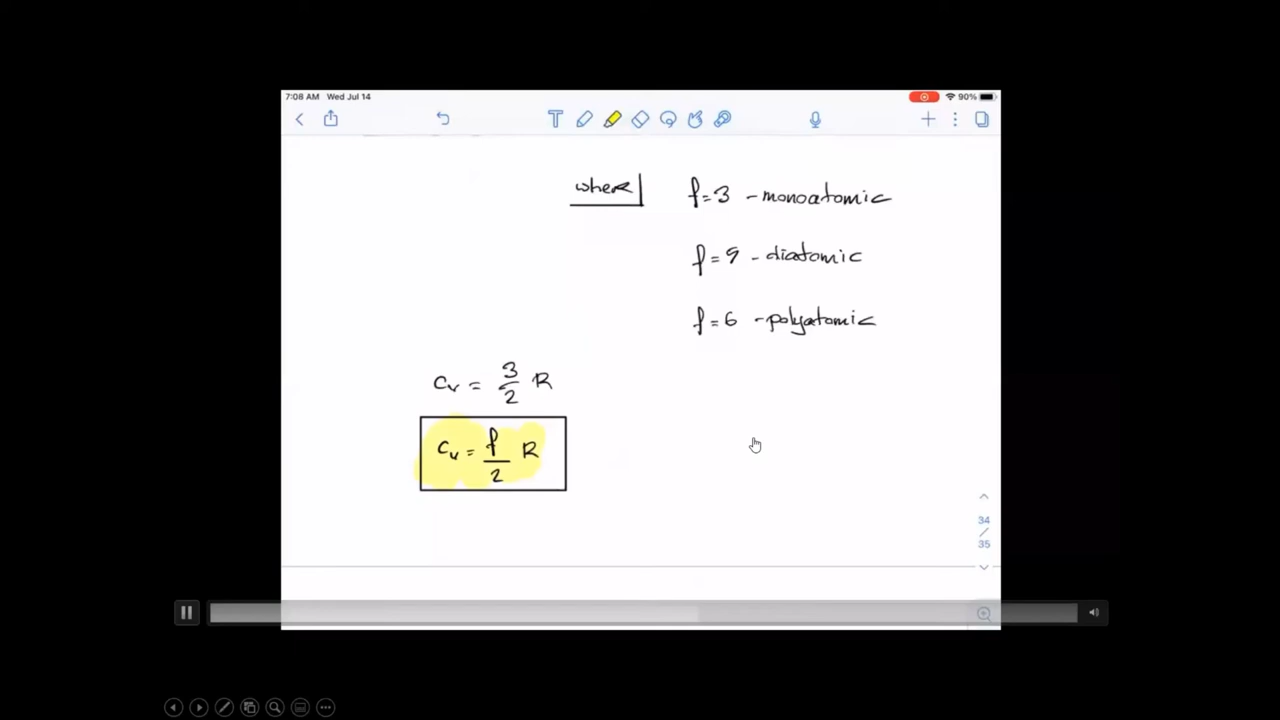 7:08 AM Wed Jul 14
90%
T
where
f=3 - monoatomic
f=9 - diatomic
f=6 - polyatomic
Cv = 3/2 R
Cv = f/2 R
34
/
35